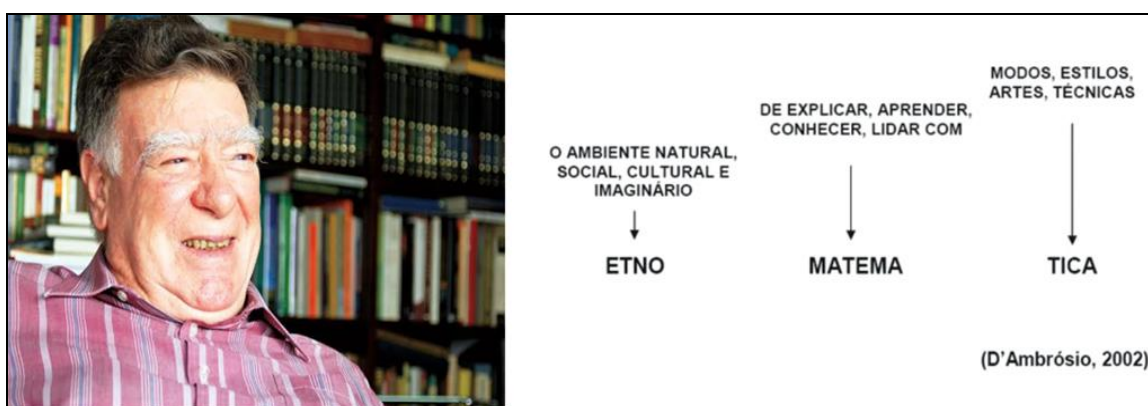 MODOS, ESTILOS,
ARTES, TÉCNICAS
DE EXPLICAR, APRENDER,
CONHECER, LIDAR COM
O AMBIENTE NATURAL,
SOCIAL, CULTURAL E
IMAGINÁRIO
ETNO MATEMA TICA
(D'Ambrósio, 2002)